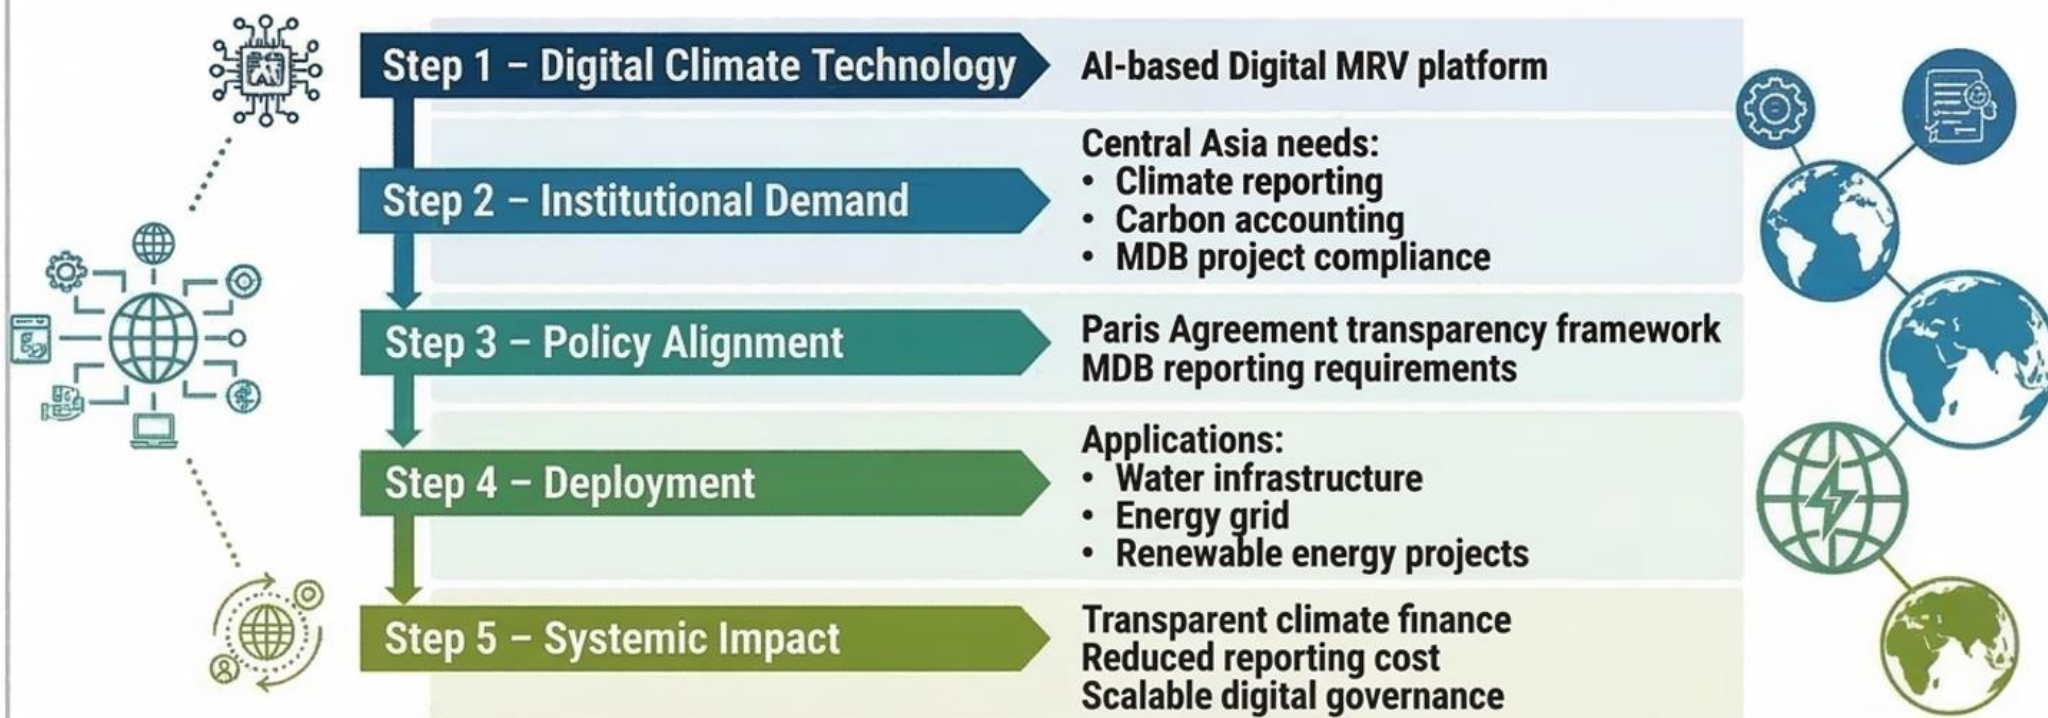 Step 1 – Digital Climate Technology
AI-based Digital MRV platform
Step 2 – Institutional Demand
Central Asia needs:
• Climate reporting
• Carbon accounting
• MDB project compliance
Step 3 – Policy Alignment
Paris Agreement transparency framework
MDB reporting requirements
Step 4 – Deployment
Applications:
• Water infrastructure
• Energy grid
• Renewable energy projects
Step 5 – Systemic Impact
Transparent climate finance
Reduced reporting cost
Scalable digital governance